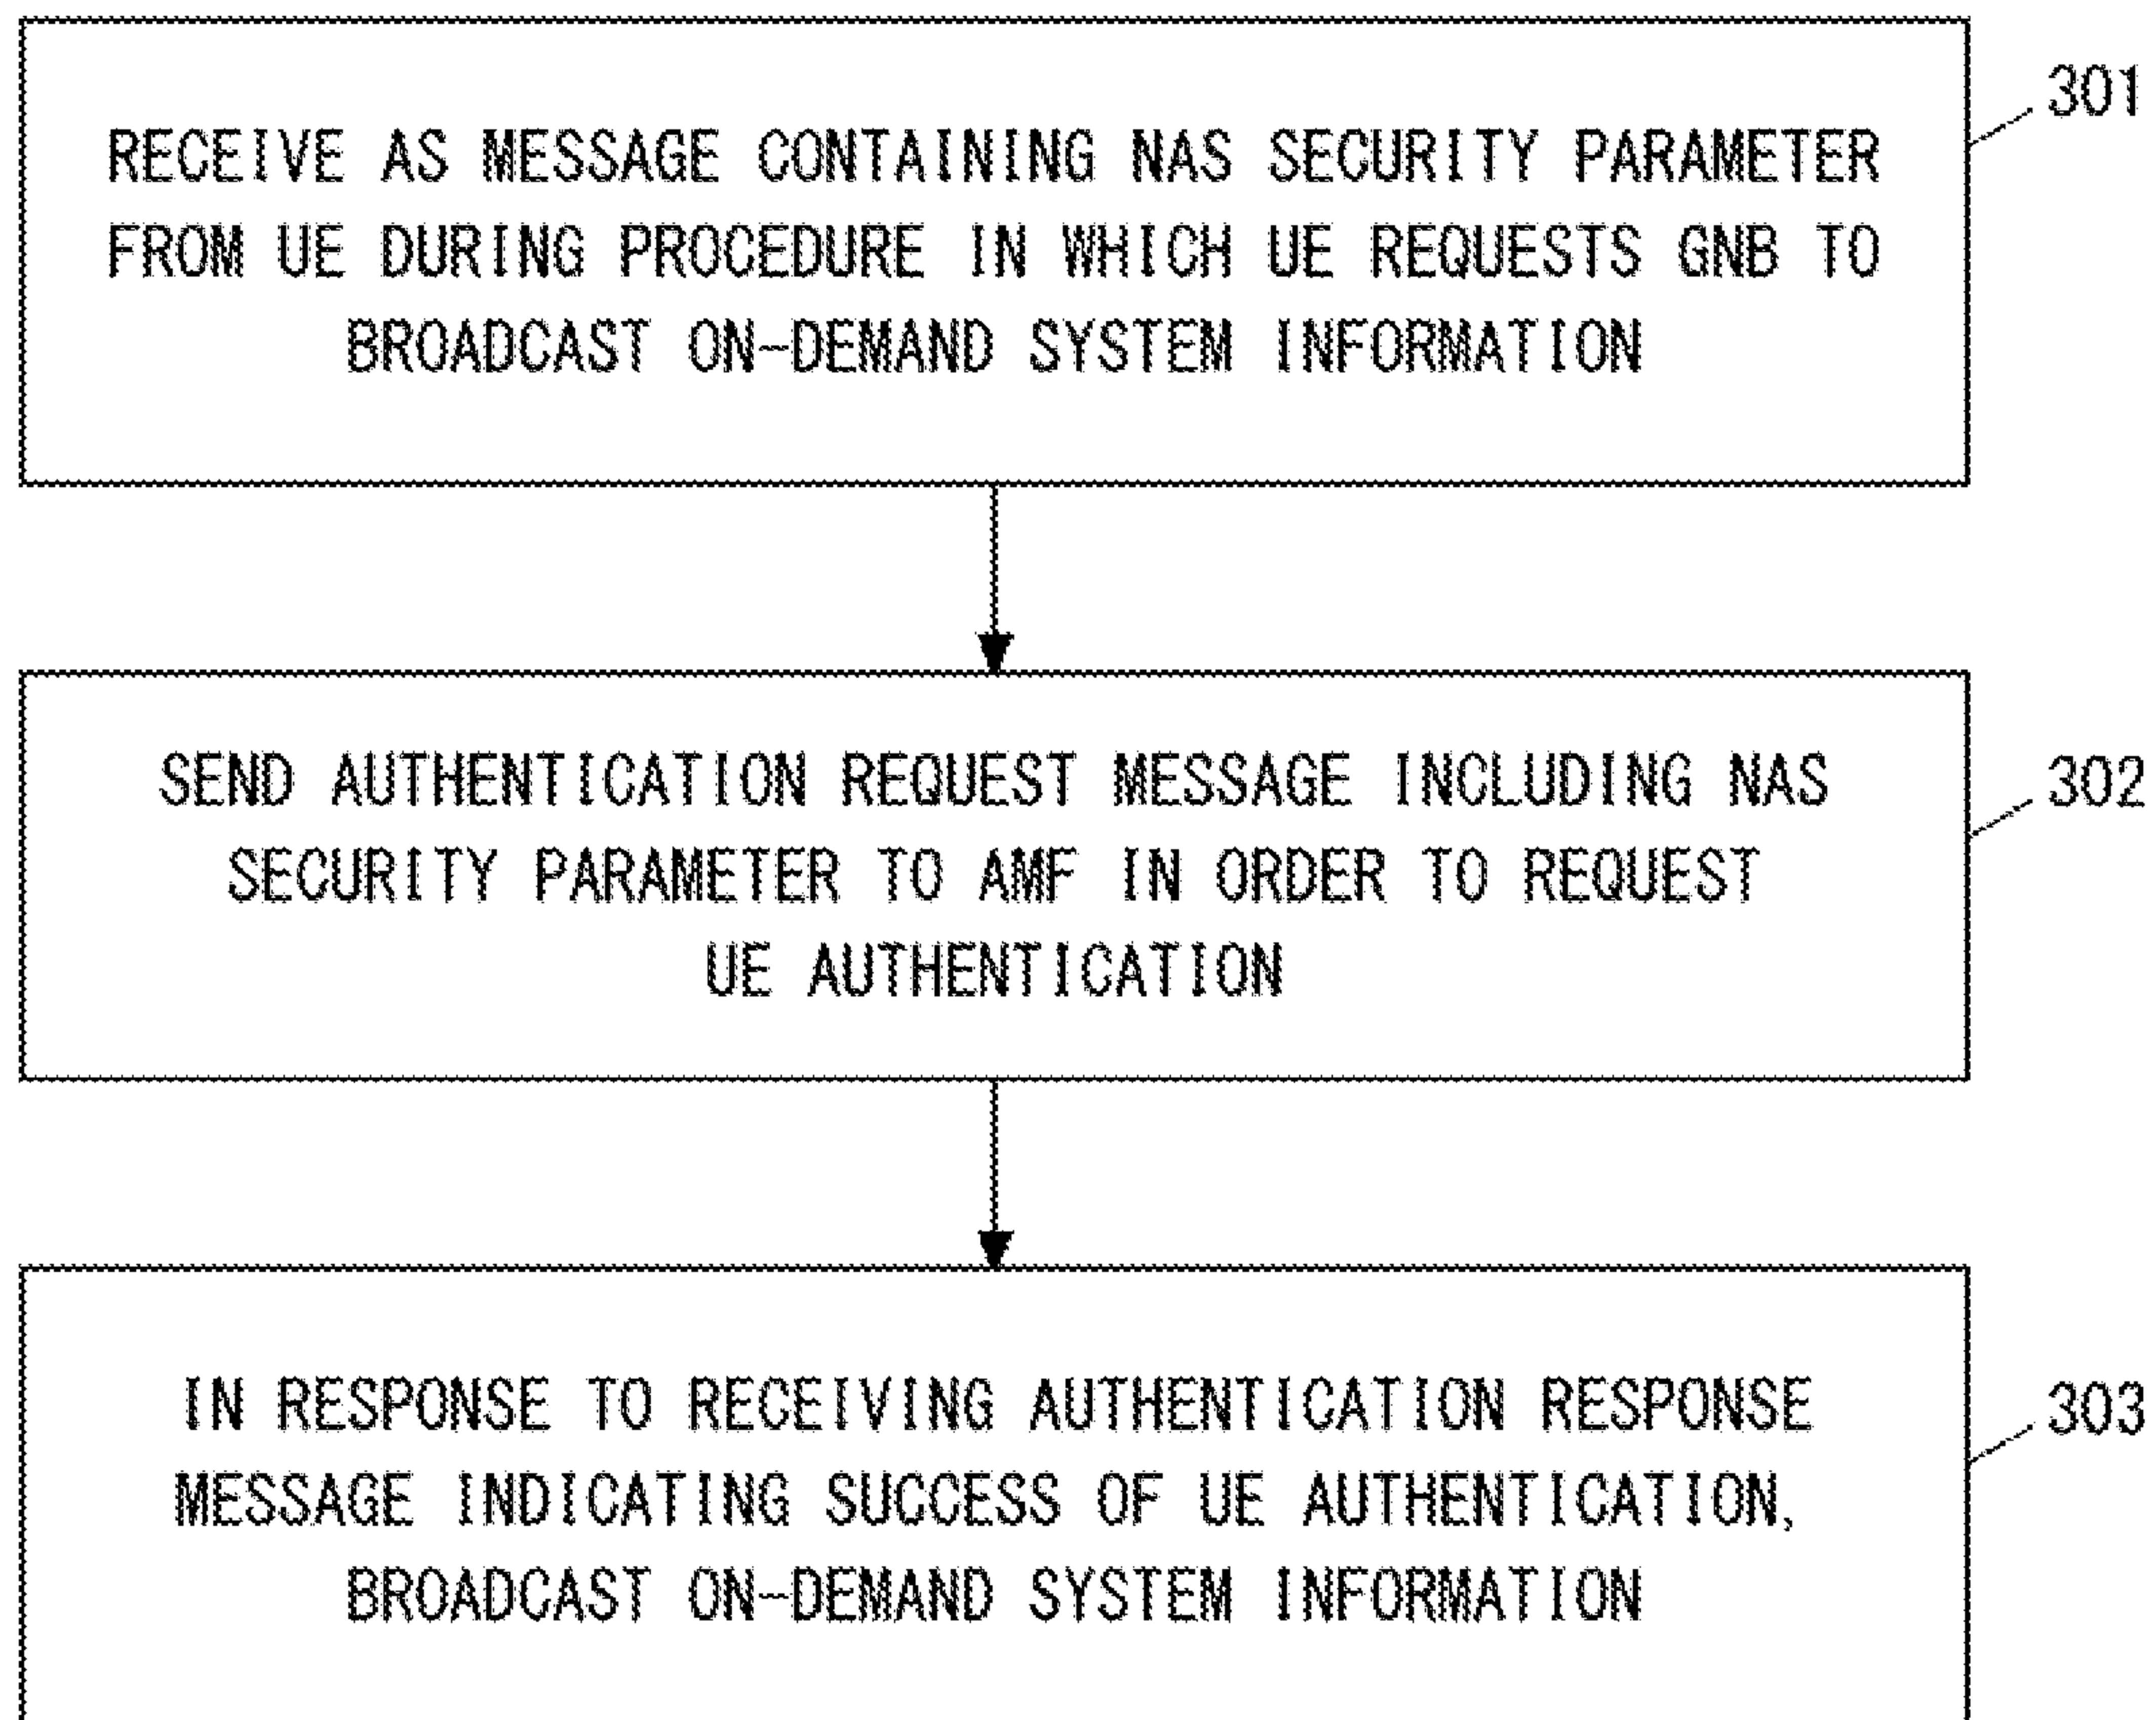 RECEIVE AS MESSAGE CONTAINING NAS SECURITY PARAMETER
FROM UE DURING PROCEDURE IN WHICH UE REQUESTS GNB TO
BROADCAST ON-DEMAND SYSTEM INFORMATION
301
SEND AUTHENTICATION REQUEST MESSAGE INCLUDING NAS
SECURITY PARAMETER TO AMF IN ORDER TO REQUEST
UE AUTHENTICATION
302
IN RESPONSE TO RECEIVING AUTHENTICATION RESPONSE
MESSAGE INDICATING SUCCESS OF UE AUTHENTICATION,
BROADCAST ON-DEMAND SYSTEM INFORMATION
303